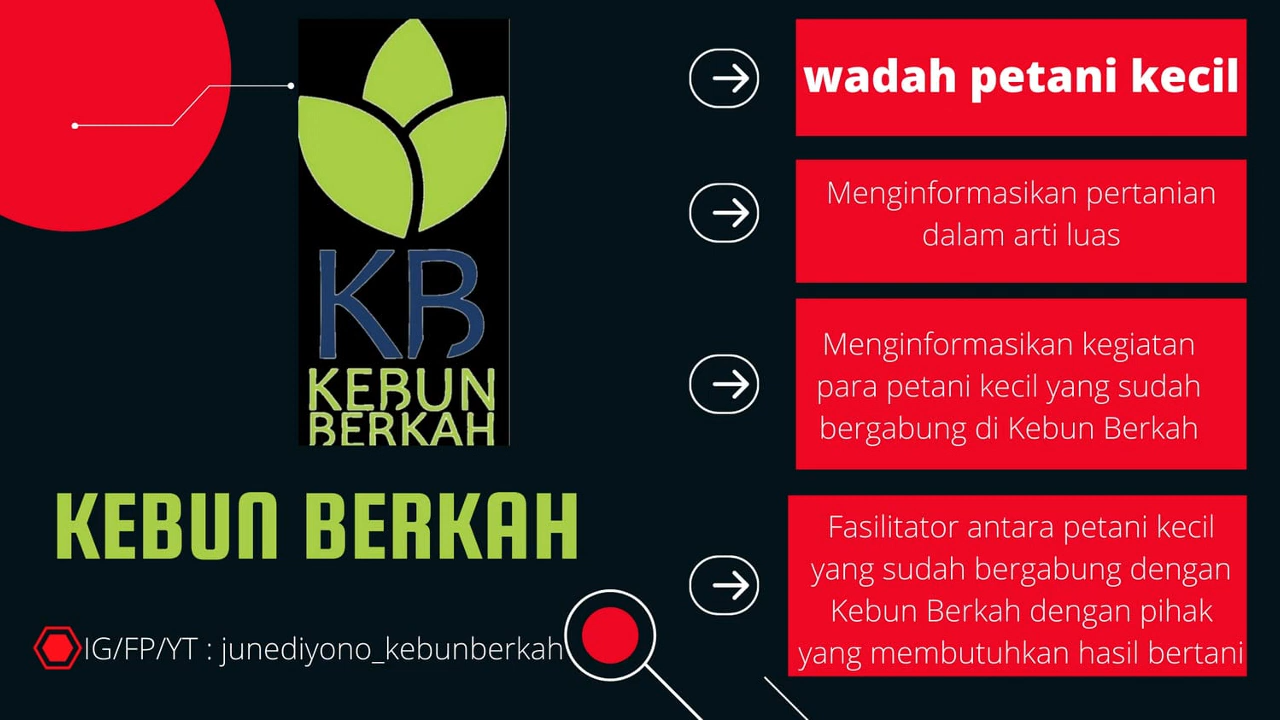 KB
KEBUN
BERKAH
KEBUN BERKAH
IG/FP/YT : junediyono_kebunberkah
wadah petani kecil
Menginformasikan pertanian
dalam arti luas
Menginformasikan kegiatan
para petani kecil yang sudah
bergabung di Kebun Berkah
Fasilitator antara petani kecil
yang sudah bergabung dengan
Kebun Berkah dengan pihak
yang membutuhkan hasil bertani